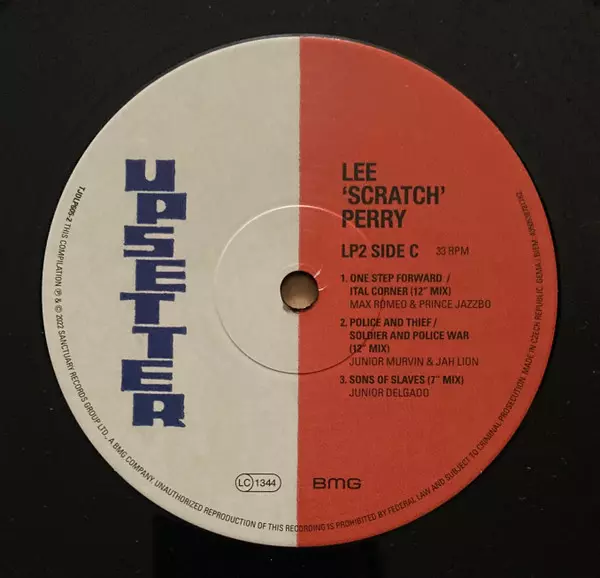 UPSETTER
LEE
'SCRATCH'
PERRY
LP2 SIDE C 33 RPM
1. ONE STEP FORWARD /
ITAL CORNER (12" MIX)
MAX ROMEO & PRINCE JAZZBO
2. POLICE AND THIEF /
SOLDIER AND POLICE WAR
(12" MIX)
JUNIOR MURVIN & JAH LION
3. SONS OF SLAVES (7" MIX)
JUNIOR DELGADO
LC 1344
BMG
THIS COMPILATION ℗ & © 2022 SANCTUARY RECORDS GROUP LTD., A BMG COMPANY. UNAUTHORIZED REPRODUCTION OF THIS RECORDING IS PROHIBITED BY FEDERAL LAW AND SUBJECT TO CRIMINAL PROSECUTION. MADE IN CZECH REPUBLIC. GEMA / BIEM.